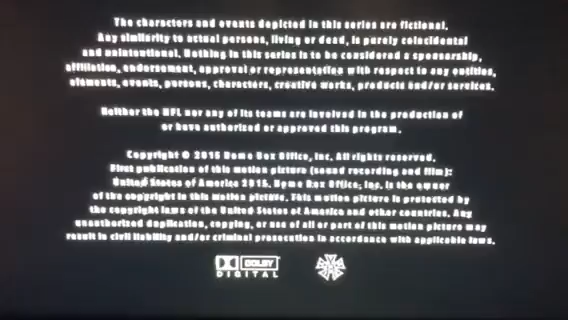 The characters and events depicted in this series are fictional.
Any similarity to actual persons, living or dead, is purely coincidental
and unintentional. Nothing in this series is to be considered a sponsorship,
affiliation, endorsement, approval or representation with respect to any entities,
elements, events, persons, characters, creative works, products and/or services.
Neither the NFL nor any of its teams are involved in the production of
or have authorized or approved this program.
Copyright © 2015 Home Box Office, Inc. All rights reserved.
First publication of this motion picture (sound recording and film):
United States of America 2015. Home Box Office, Inc. is the owner
of the copyright in this motion picture. This motion picture is protected by
the copyright laws of the United States of America and other countries. Any
unauthorized duplication, copying, or use of all or part of this motion picture may
result in civil liability and/or criminal prosecution in accordance with applicable laws.
DOLBY
DIGITAL